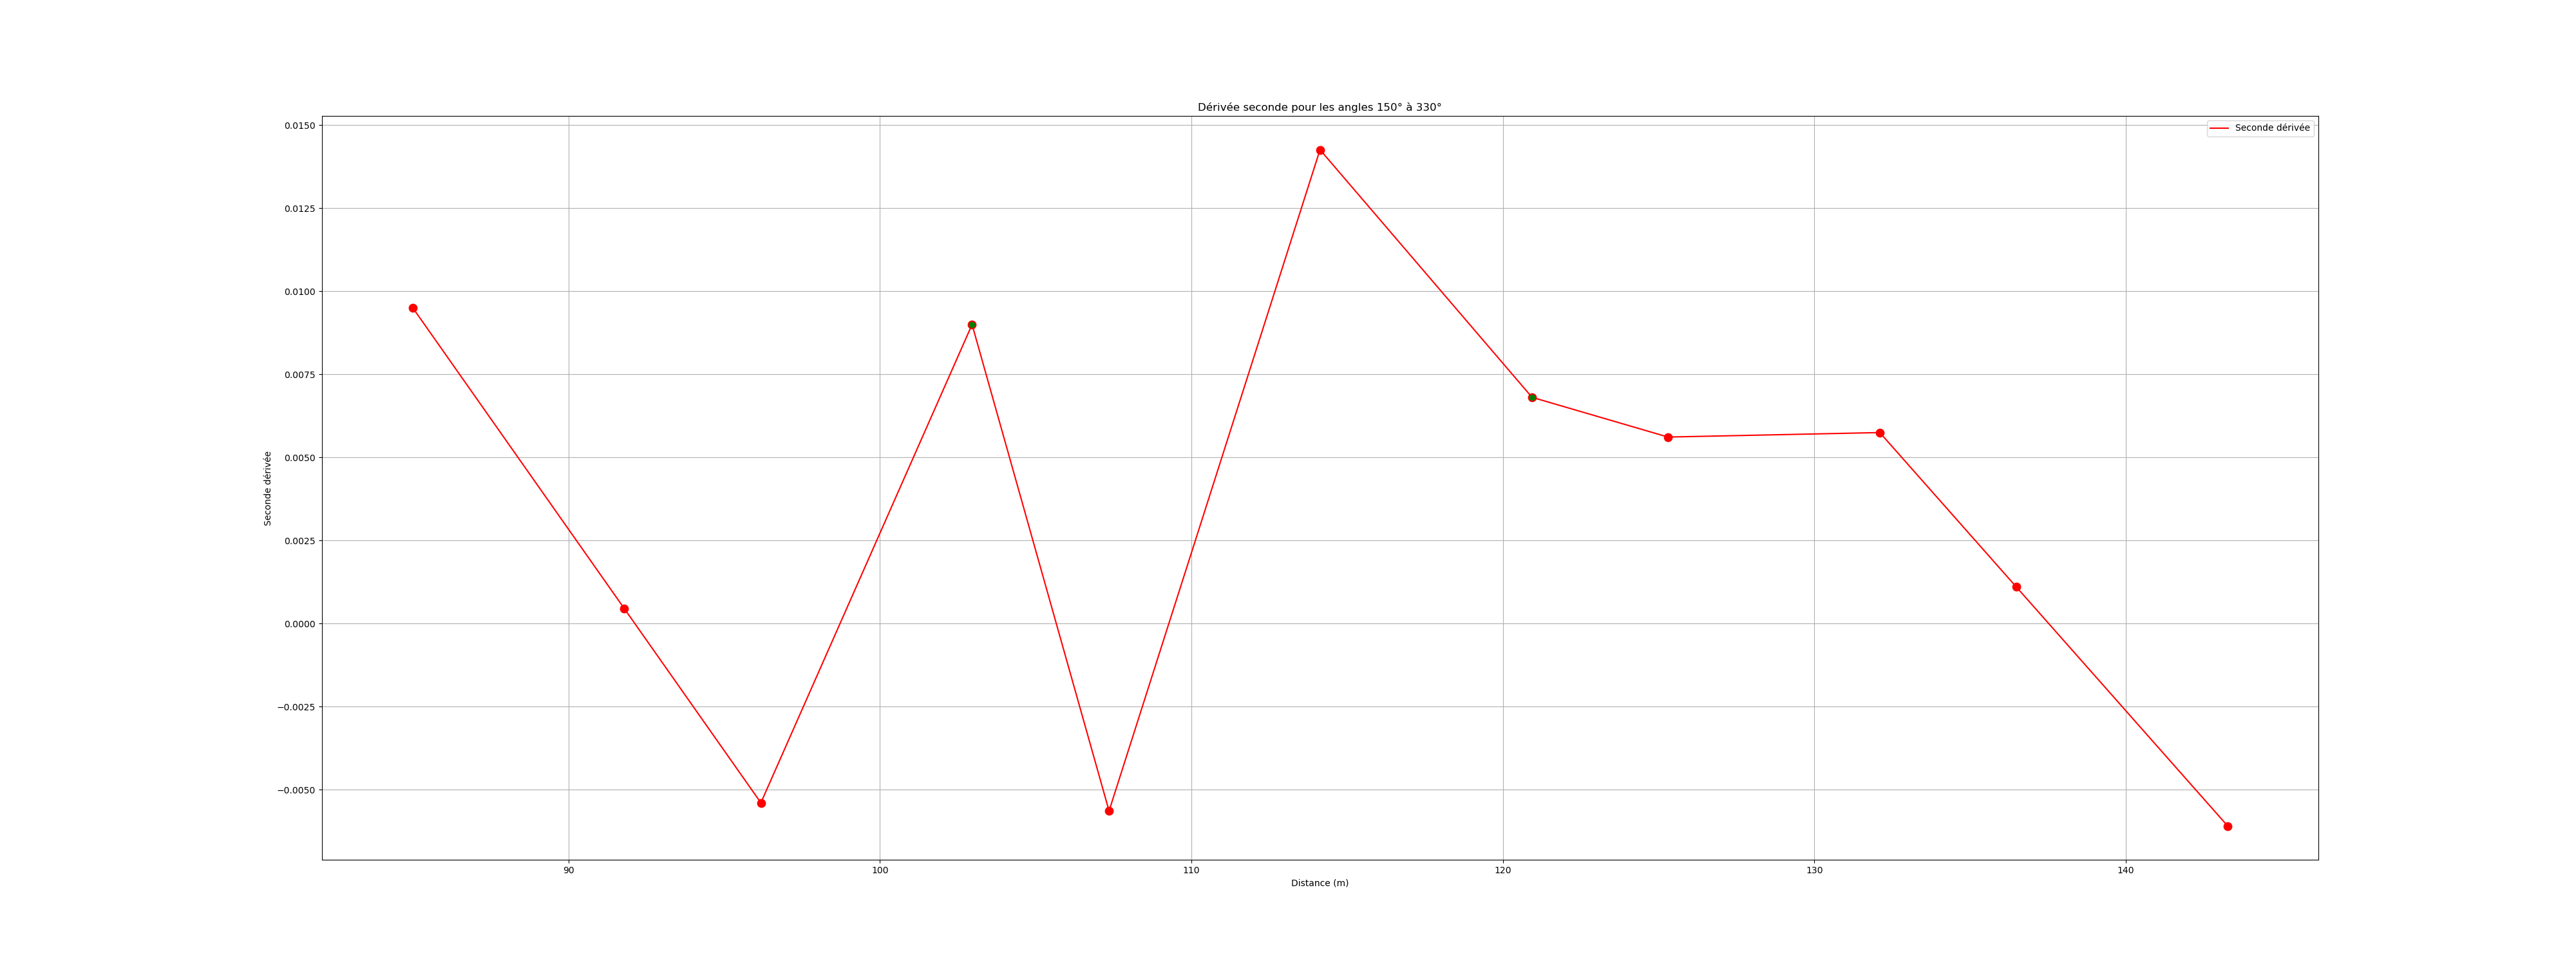 Dérivée seconde pour les angles 150° à 330°
Seconde dérivée
0.0150
0.0125
0.0100
0.0075
0.0050
0.0025
0.0000
−0.0025
−0.0050
Seconde dérivée
90 100 110 120 130 140
Distance (m)